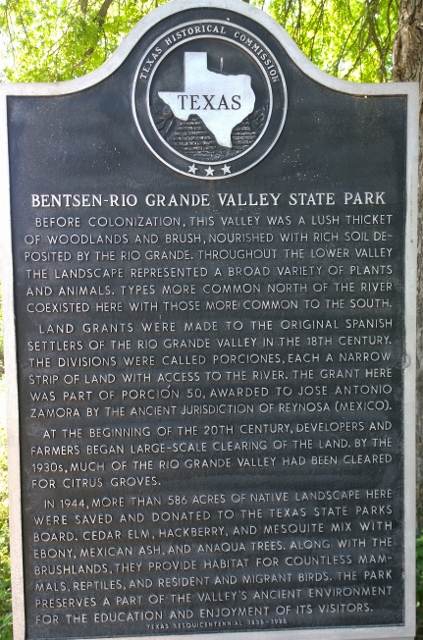 TEXAS HISTORICAL COMMISSION
TEXAS
BENTSEN-RIO GRANDE VALLEY STATE PARK
BEFORE COLONIZATION, THIS VALLEY WAS A LUSH THICKET
OF WOODLANDS AND BRUSH, NOURISHED WITH RICH SOIL DE-
POSITED BY THE RIO GRANDE. THROUGHOUT THE LOWER VALLEY
THE LANDSCAPE REPRESENTED A BROAD VARIETY OF PLANTS
AND ANIMALS. TYPES MORE COMMON NORTH OF THE RIVER
COEXISTED HERE WITH THOSE MORE COMMON TO THE SOUTH.
LAND GRANTS WERE MADE TO THE ORIGINAL SPANISH
SETTLERS OF THE RIO GRANDE VALLEY IN THE 18TH CENTURY.
THE DIVISIONS WERE CALLED PORCIONES, EACH A NARROW
STRIP OF LAND WITH ACCESS TO THE RIVER. THE GRANT HERE
WAS PART OF PORCION 50, AWARDED TO JOSE ANTONIO
ZAMORA BY THE ANCIENT JURISDICTION OF REYNOSA (MEXICO).
AT THE BEGINNING OF THE 20TH CENTURY, DEVELOPERS AND
FARMERS BEGAN LARGE-SCALE CLEARING OF THE LAND. BY THE
1930s, MUCH OF THE RIO GRANDE VALLEY HAD BEEN CLEARED
FOR CITRUS GROVES.
IN 1944, MORE THAN 586 ACRES OF NATIVE LANDSCAPE HERE
WERE SAVED AND DONATED TO THE TEXAS STATE PARKS
BOARD. CEDAR ELM, HACKBERRY, AND MESQUITE MIX WITH
EBONY, MEXICAN ASH, AND ANAQUA TREES. ALONG WITH THE
BRUSHLANDS, THEY PROVIDE HABITAT FOR COUNTLESS MAM-
MALS, REPTILES, AND RESIDENT AND MIGRANT BIRDS. THE PARK
PRESERVES A PART OF THE VALLEY'S ANCIENT ENVIRONMENT
FOR THE EDUCATION AND ENJOYMENT OF ITS VISITORS.
TEXAS SESQUICENTENNIAL 1836-1986